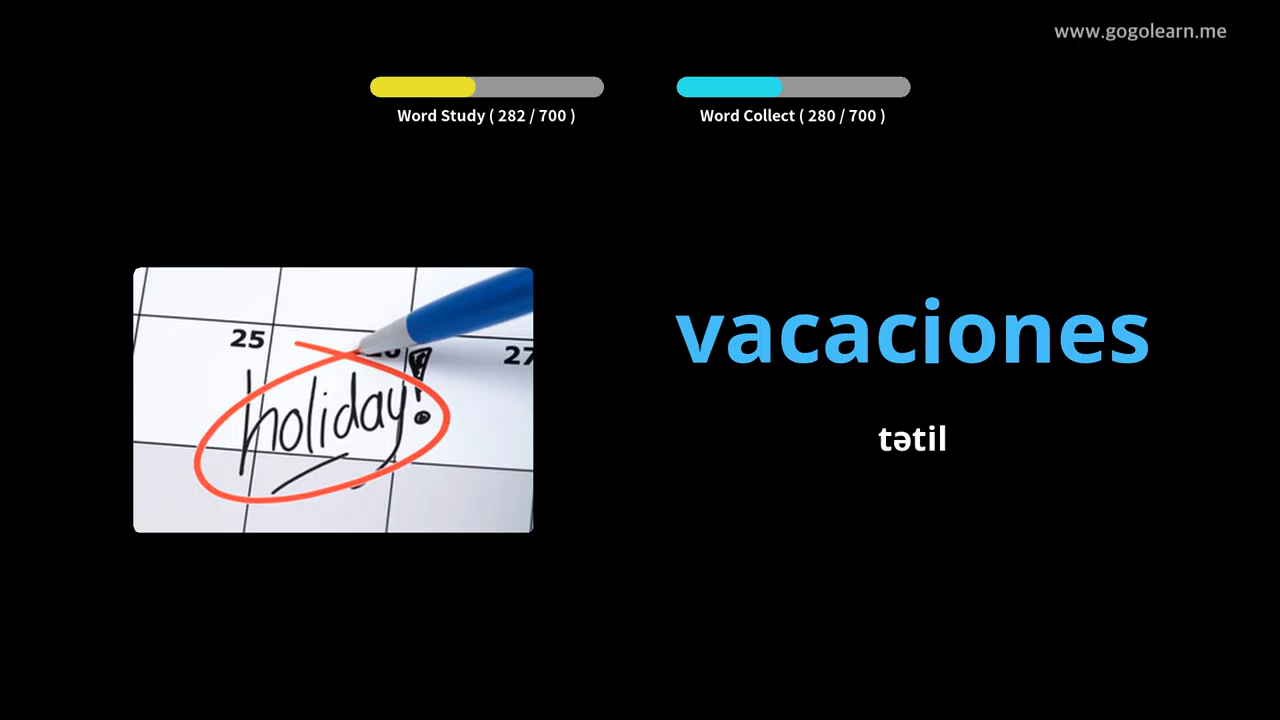 www.gogolearn.me
Word Study ( 282 / 700 )
Word Collect ( 280 / 700 )
25
27
holiday!
vacaciones
tətil